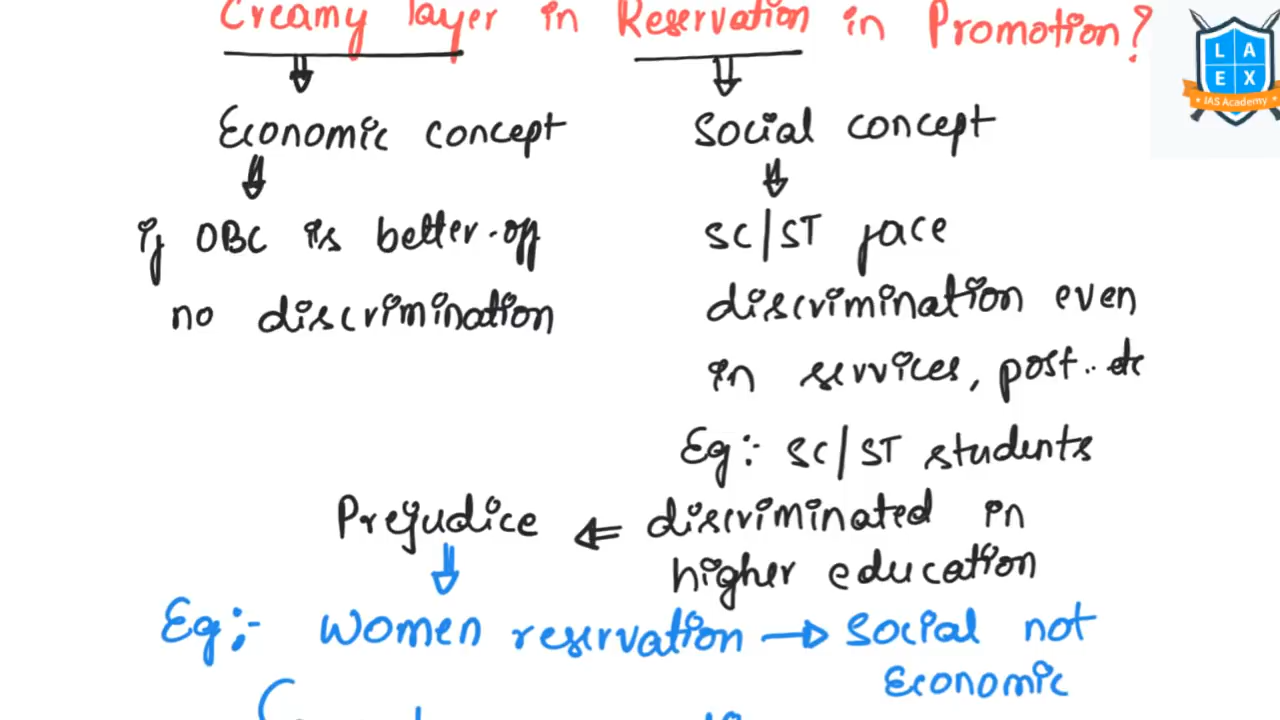 Creamy layer in Reservation in Promotion?
LAEX
IAS Academy
Economic concept
Social concept
if OBC is better-off
no discrimination
SC/ST face
discrimination even
in services, post.. etc
Eg:- SC/ST students
discriminated in
higher education
Prejudice
Eg:- Women reservation → Social not
Economic